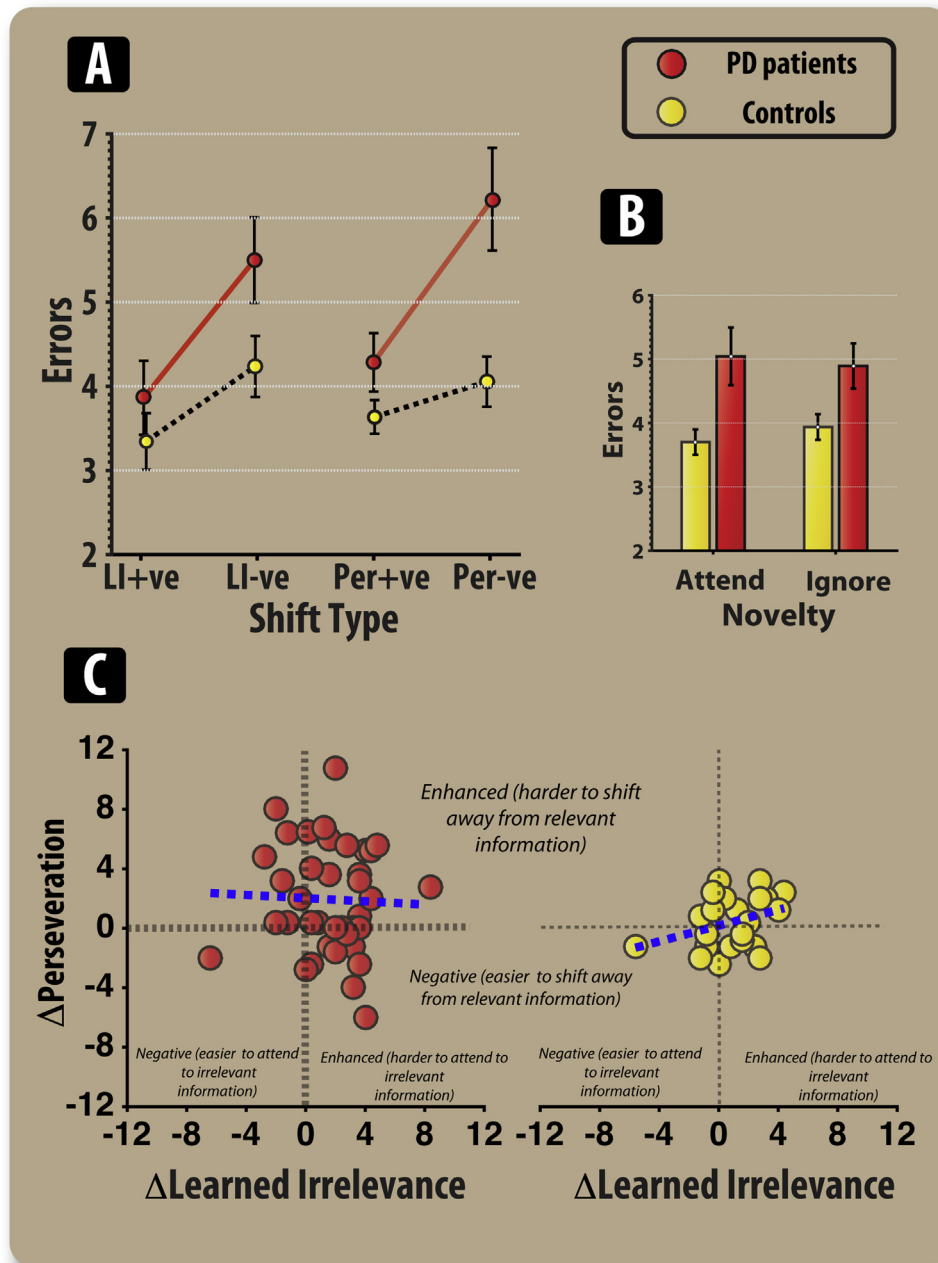 A
PD patients
Controls
7
6
5
4
3
2
Errors
LI+ve LI-ve Per+ve Per-ve
Shift Type
B
6
5
4
3
2
Errors
Attend Ignore
Novelty
C
12
8
4
0
-4
-8
-12
ΔPerseveration
Enhanced (harder to shift
away from relevant
information)
Negative (easier to shift away
from relevant information)
Negative (easier to attend
to irrelevant
information)
Enhanced (harder to attend to
irrelevant
information)
Negative (easier to attend
to irrelevant
information)
Enhanced (harder to attend to
irrelevant
information)
-12 -8 -4 0 4 8 12
-12 -8 -4 0 4 8 12
ΔLearned Irrelevance
ΔLearned Irrelevance